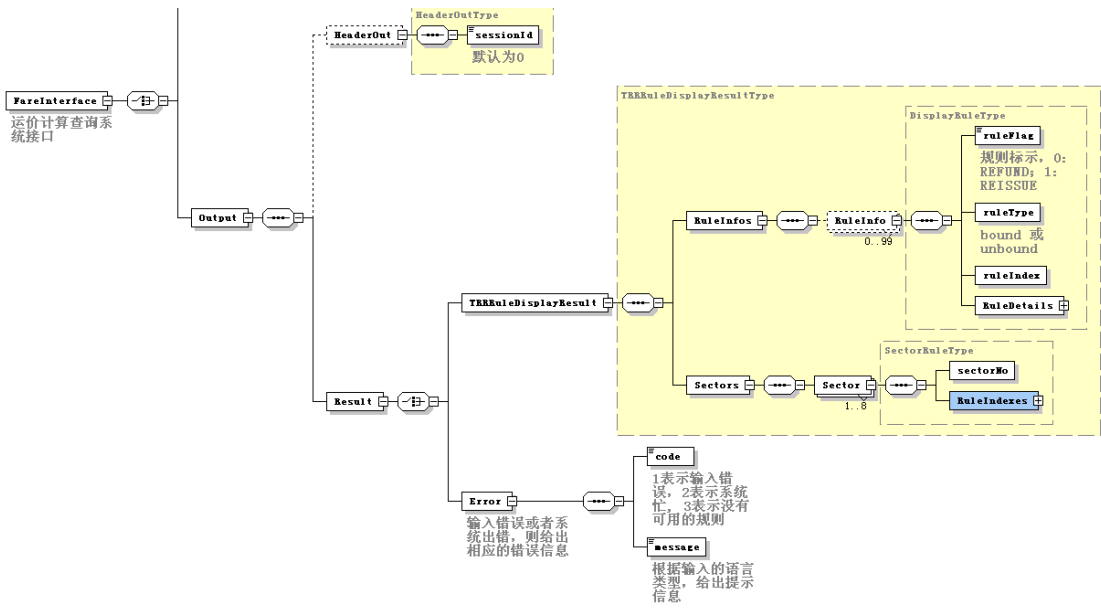 HeaderOutType
HeaderOut
sessionId
默认为0
FareInterface
运价计算查询系
统接口
TRRRuleDisplayResultType
DisplayRuleType
ruleFlag
规则标示，0:
REFUND；1:
REISSUE
Output
RuleInfos
RuleInfo
0..99
ruleType
bound 或
unbound
ruleIndex
TRRRuleDisplayResult
RuleDetails
SectorRuleType
sectorNo
Result
Sectors
Sector
1..8
RuleIndexes
code
1表示输入错
误，2表示系统
忙，3表示没有
可用的规则
Error
输入错误或者系
统出错，则给出
相应的错误信息
message
根据输入的语言
类型，给出提示
信息